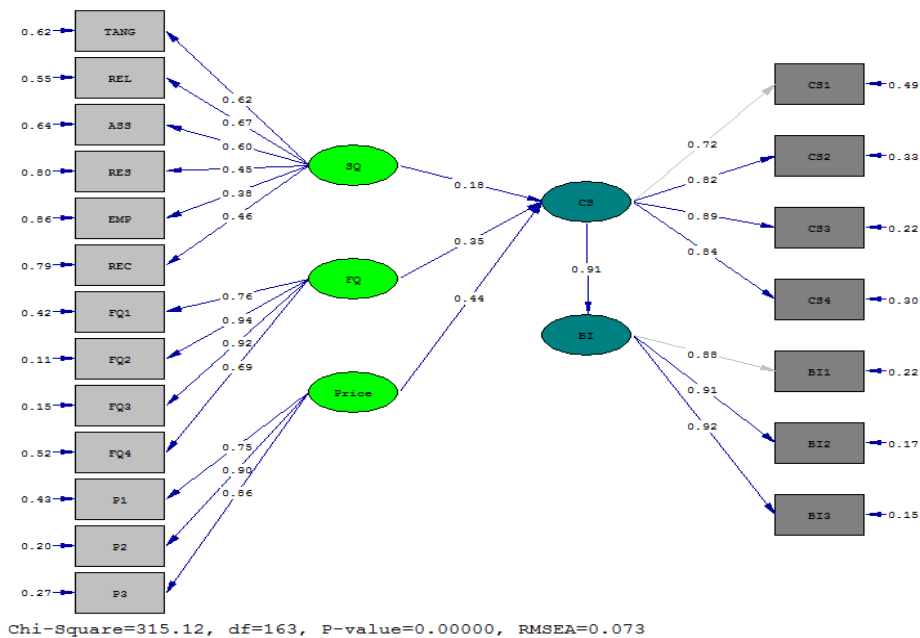 0.62 TANG
0.55 REL
0.64 ASS
0.80 RES
0.86 EMP
0.79 REC
0.42 FQ1
0.11 FQ2
0.15 FQ3
0.52 FQ4
0.43 P1
0.20 P2
0.27 P3
0.62
0.67
0.60
0.45
0.38
0.46
0.76
0.94
0.92
0.69
0.75
0.90
0.86
SQ
FQ
Price
0.18
0.35
0.44
CS
0.91
BI
0.72
0.82
0.89
0.84
0.88
0.91
0.92
CS1 0.49
CS2 0.33
CS3 0.22
CS4 0.30
BI1 0.22
BI2 0.17
BI3 0.15
Chi-Square=315.12, df=163, P-value=0.00000, RMSEA=0.073